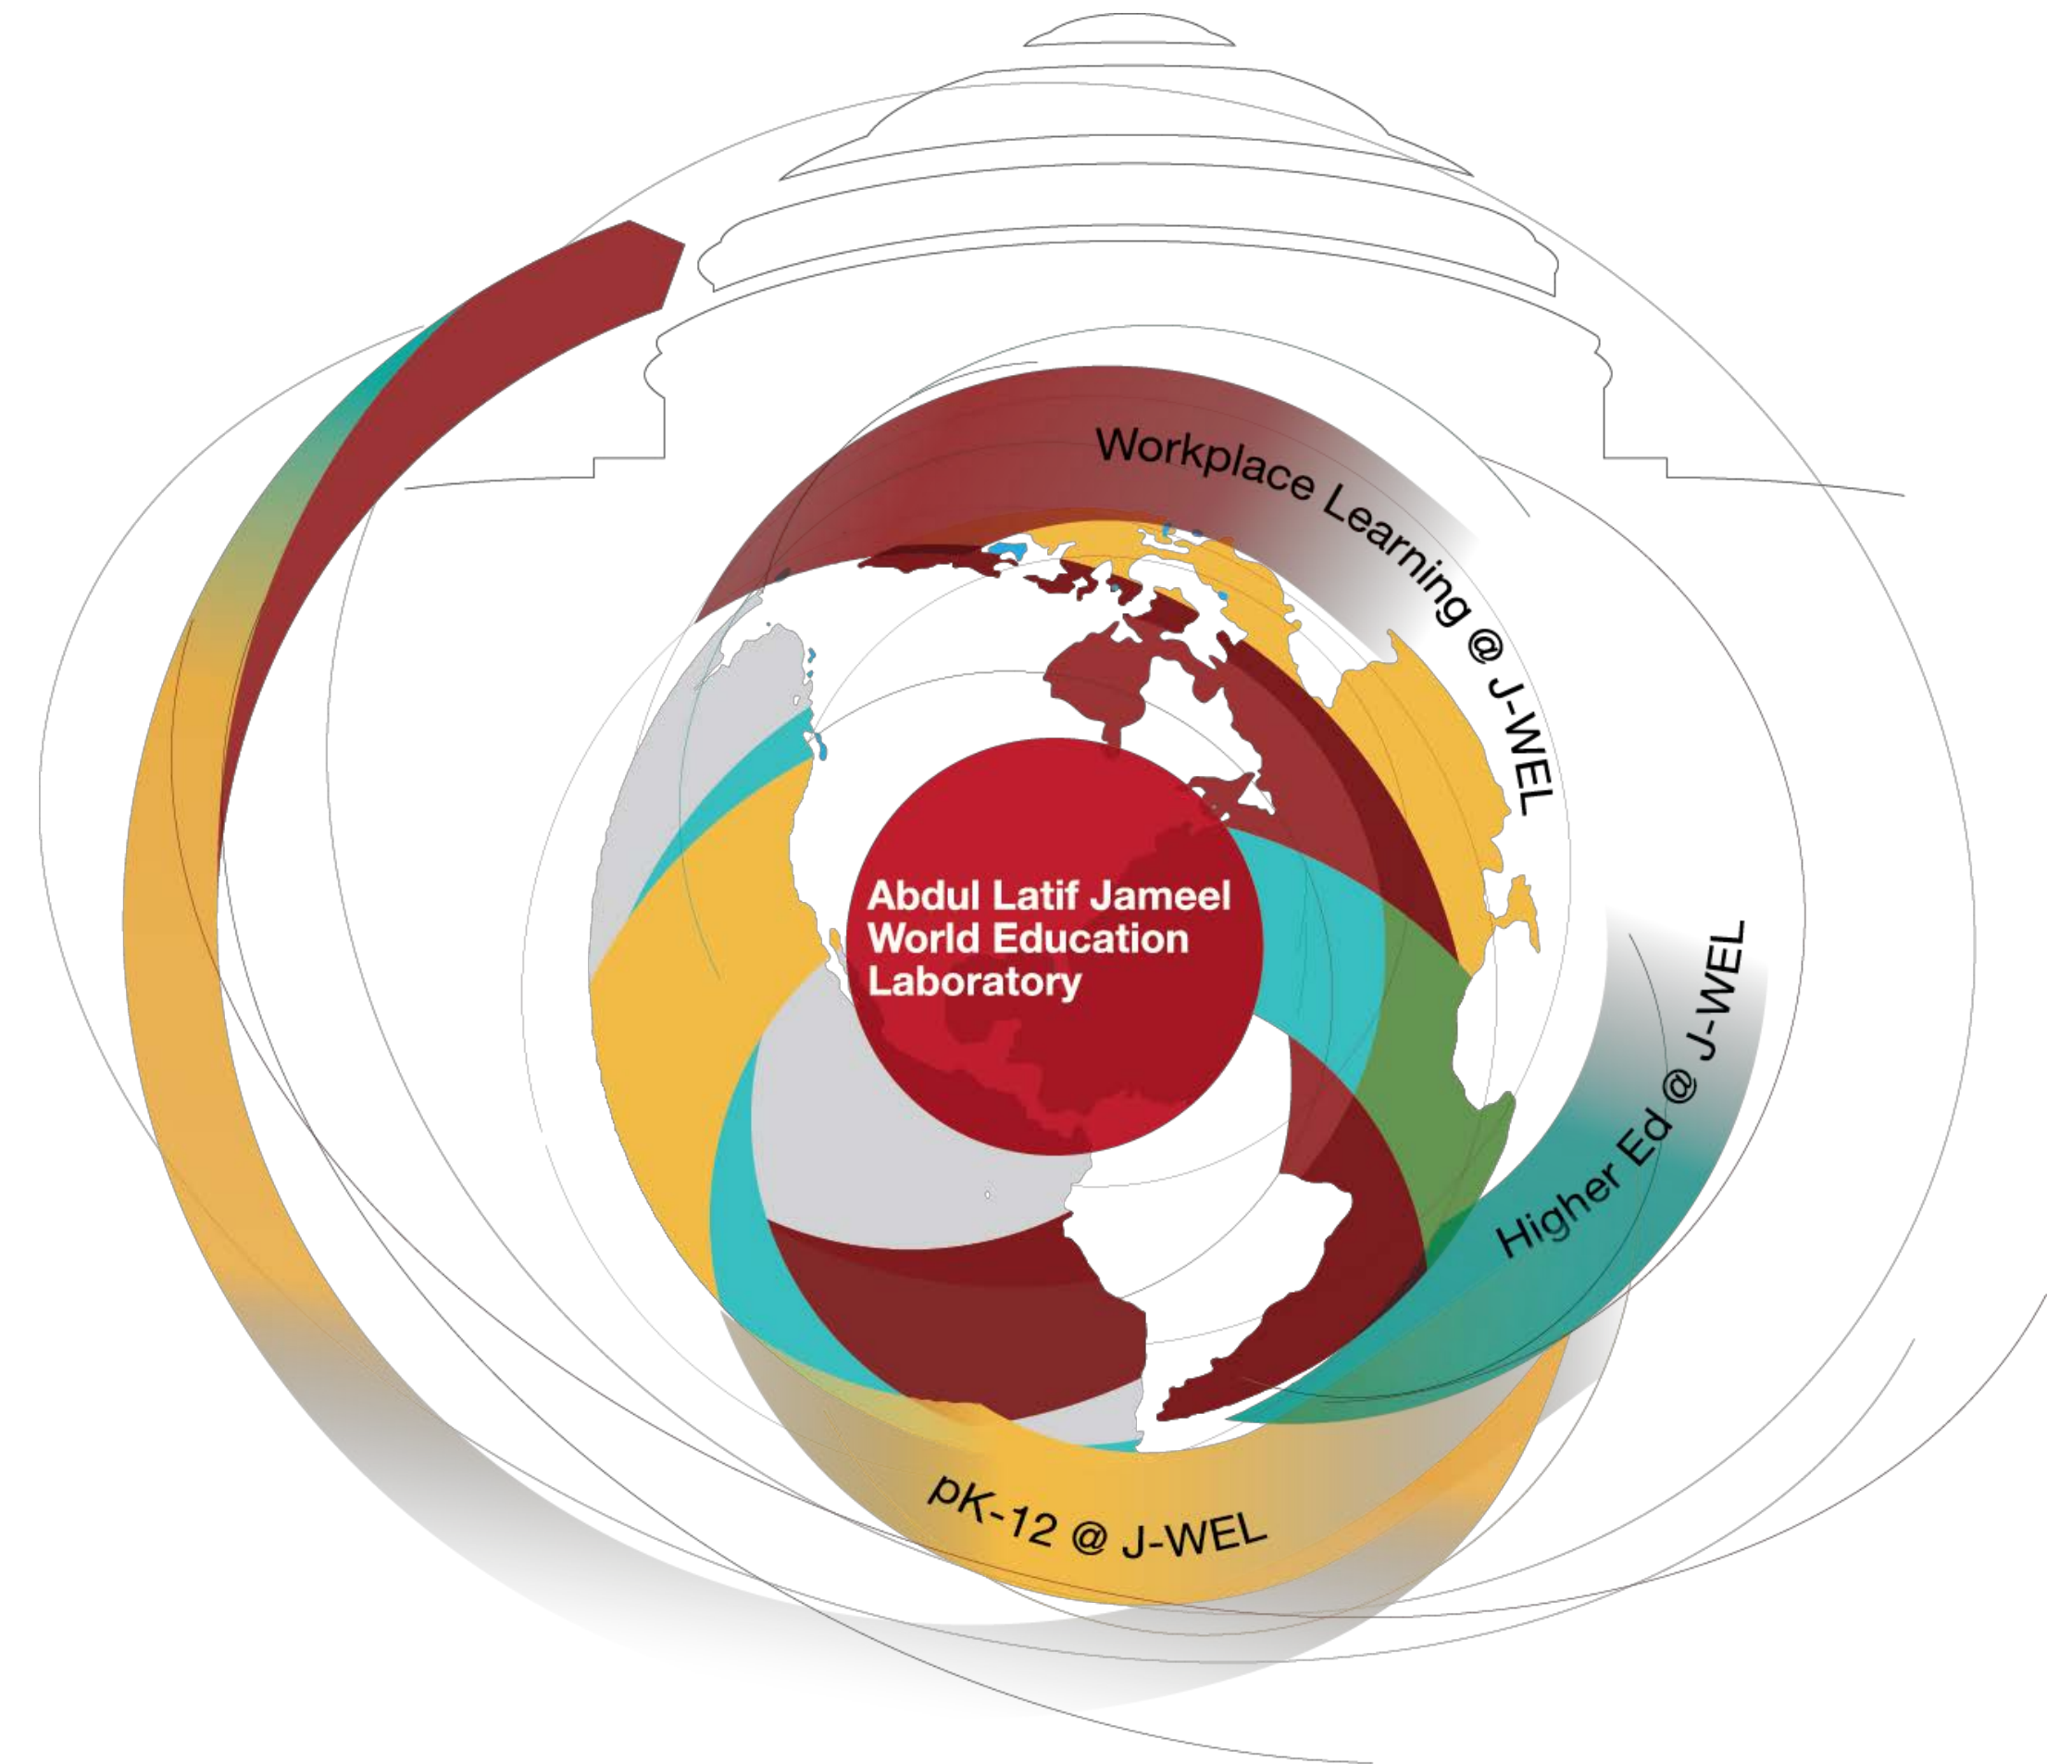 Workplace Learning @ J-WEL
Abdul Latif Jameel
World Education
Laboratory
Higher Ed @ J-WEL
pK-12 @ J-WEL